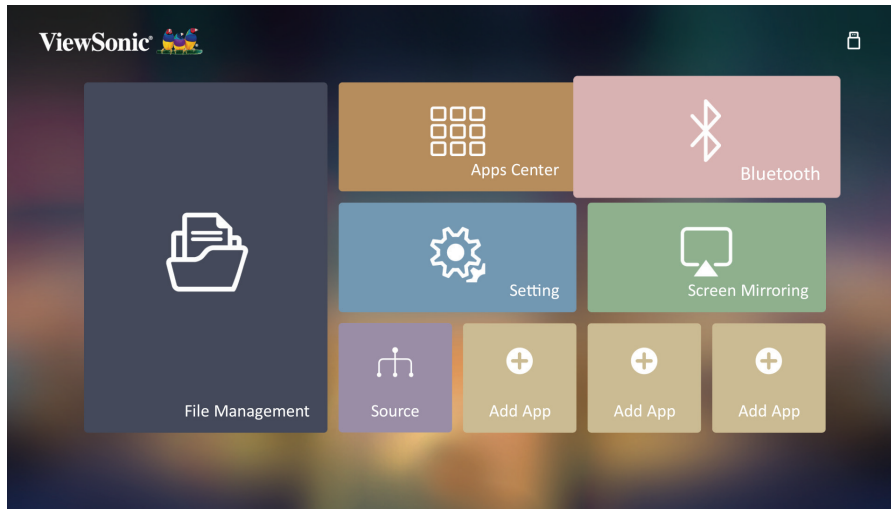 ViewSonic®
Apps Center
Bluetooth
Setting
Screen Mirroring
File Management
Source
Add App
Add App
Add App